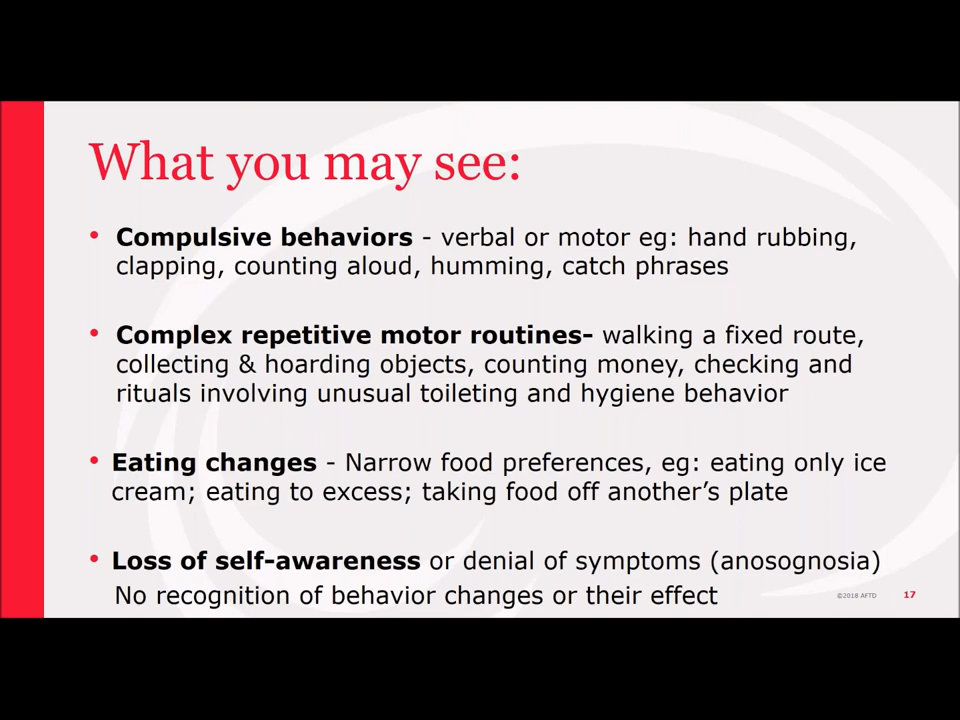 What you may see:
• Compulsive behaviors - verbal or motor eg: hand rubbing,
clapping, counting aloud, humming, catch phrases
• Complex repetitive motor routines- walking a fixed route,
collecting & hoarding objects, counting money, checking and
rituals involving unusual toileting and hygiene behavior
• Eating changes - Narrow food preferences, eg: eating only ice
cream; eating to excess; taking food off another's plate
• Loss of self-awareness or denial of symptoms (anosognosia)
No recognition of behavior changes or their effect
©2018 AFTD 17